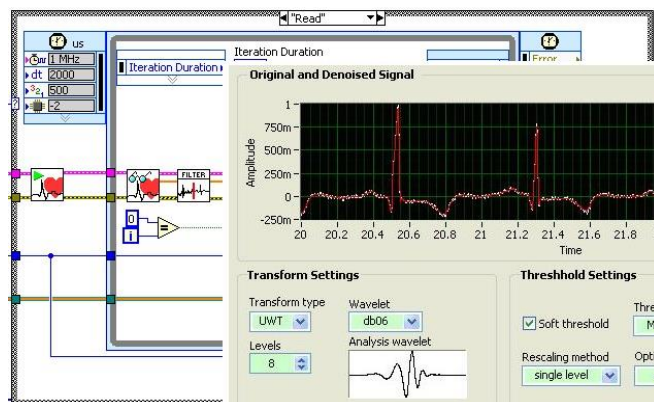 "Read"
us
1 MHz
dt 2000
500
-2
Iteration Duration
Iteration Duration
Error
?
FILTER
0
i
=
Original and Denoised Signal
Amplitude
1
750m
500m
250m
0
-250m
20 20.2 20.4 20.6 20.8 21 21.2 21.4 21.6 21.8
Time
Transform Settings
Transform type
UWT
Wavelet
db06
Levels
8
Analysis wavelet
Threshhold Settings
Soft threshold
Rescaling method
single level